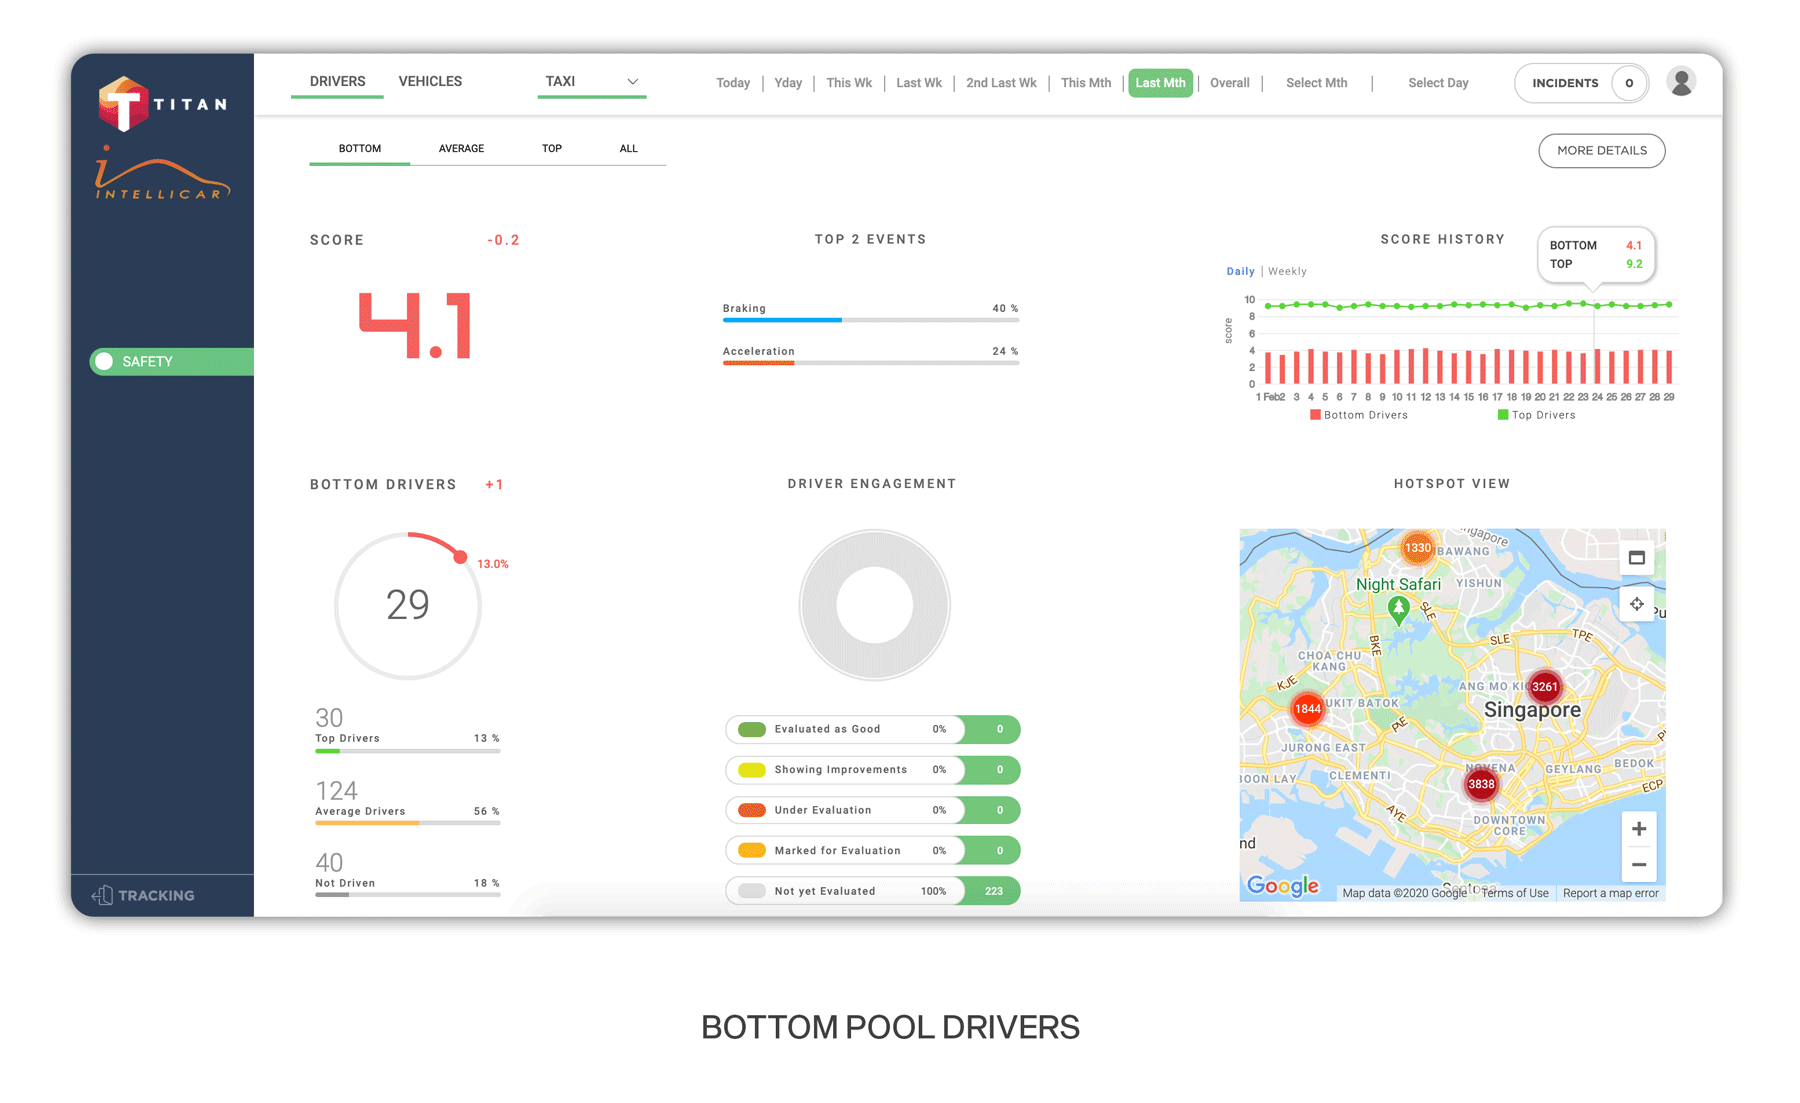 TITAN
INTELLICAR
SAFETY
TRACKING
DRIVERS VEHICLES TAXI
Today | Yday | This Wk | Last Wk | 2nd Last Wk | This Mth | Last Mth | Overall | Select Mth | Select Day
INCIDENTS 0
BOTTOM AVERAGE TOP ALL
MORE DETAILS
SCORE -0.2
4.1
TOP 2 EVENTS
Braking 40 %
Acceleration 24 %
SCORE HISTORY
BOTTOM 4.1
TOP 9.2
Daily | Weekly
score
10
8
6
4
2
0
1 Feb2 3 4 5 6 7 8 9 10 11 12 13 14 15 16 17 18 19 20 21 22 23 24 25 26 27 28 29
Bottom Drivers Top Drivers
BOTTOM DRIVERS +1
13.0%
29
30
Top Drivers 13 %
124
Average Drivers 56 %
40
Not Driven 18 %
DRIVER ENGAGEMENT
Evaluated as Good 0% 0
Showing Improvements 0% 0
Under Evaluation 0% 0
Marked for Evaluation 0% 0
Not yet Evaluated 100% 223
HOTSPOT VIEW
ngapore
1330 BAWANG
Night Safari YISHUN
SLE
Pu
BKE
SLE TPE
CHOA CHU
KANG
KJE
ANG MO KIO 3261
1844 UKIT BATOK
Singapore
PIE
JURONG EAST
NOVENA
GEYLANG BEDOK
BOON LAY CLEMENTI
3838
ECP
AYE
DOWNTOWN
CORE
nd
+
−
Google
Map data ©2020 Google Terms of Use Report a map error
BOTTOM POOL DRIVERS